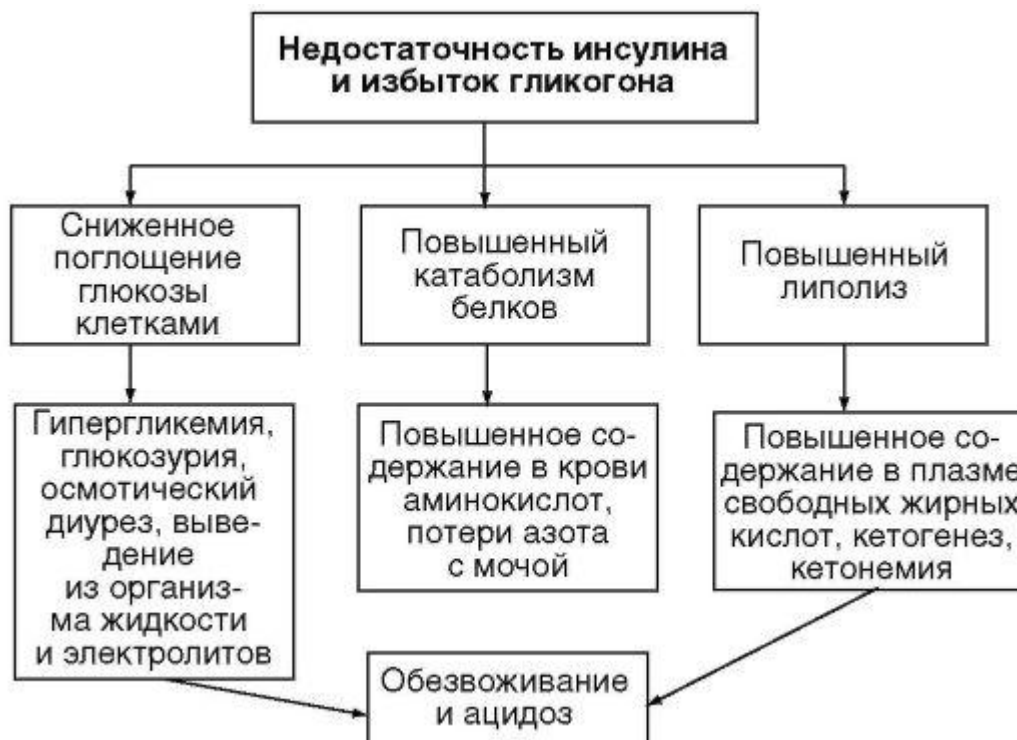 Недостаточность инсулина
и избыток гликогона
Сниженное
поглощение
глюкозы
клетками
Повышенный
катаболизм
белков
Повышенный
липолиз
Гипергликемия,
глюкозурия,
осмотический
диурез, выве-
дение
из организ-
ма жидкости
и электролитов
Повышенное со-
держание в крови
аминокислот,
потери азота
с мочой
Повышенное со-
держание в плазме
свободных жирных
кислот, кетогенез,
кетонемия
Обезвоживание
и ацидоз